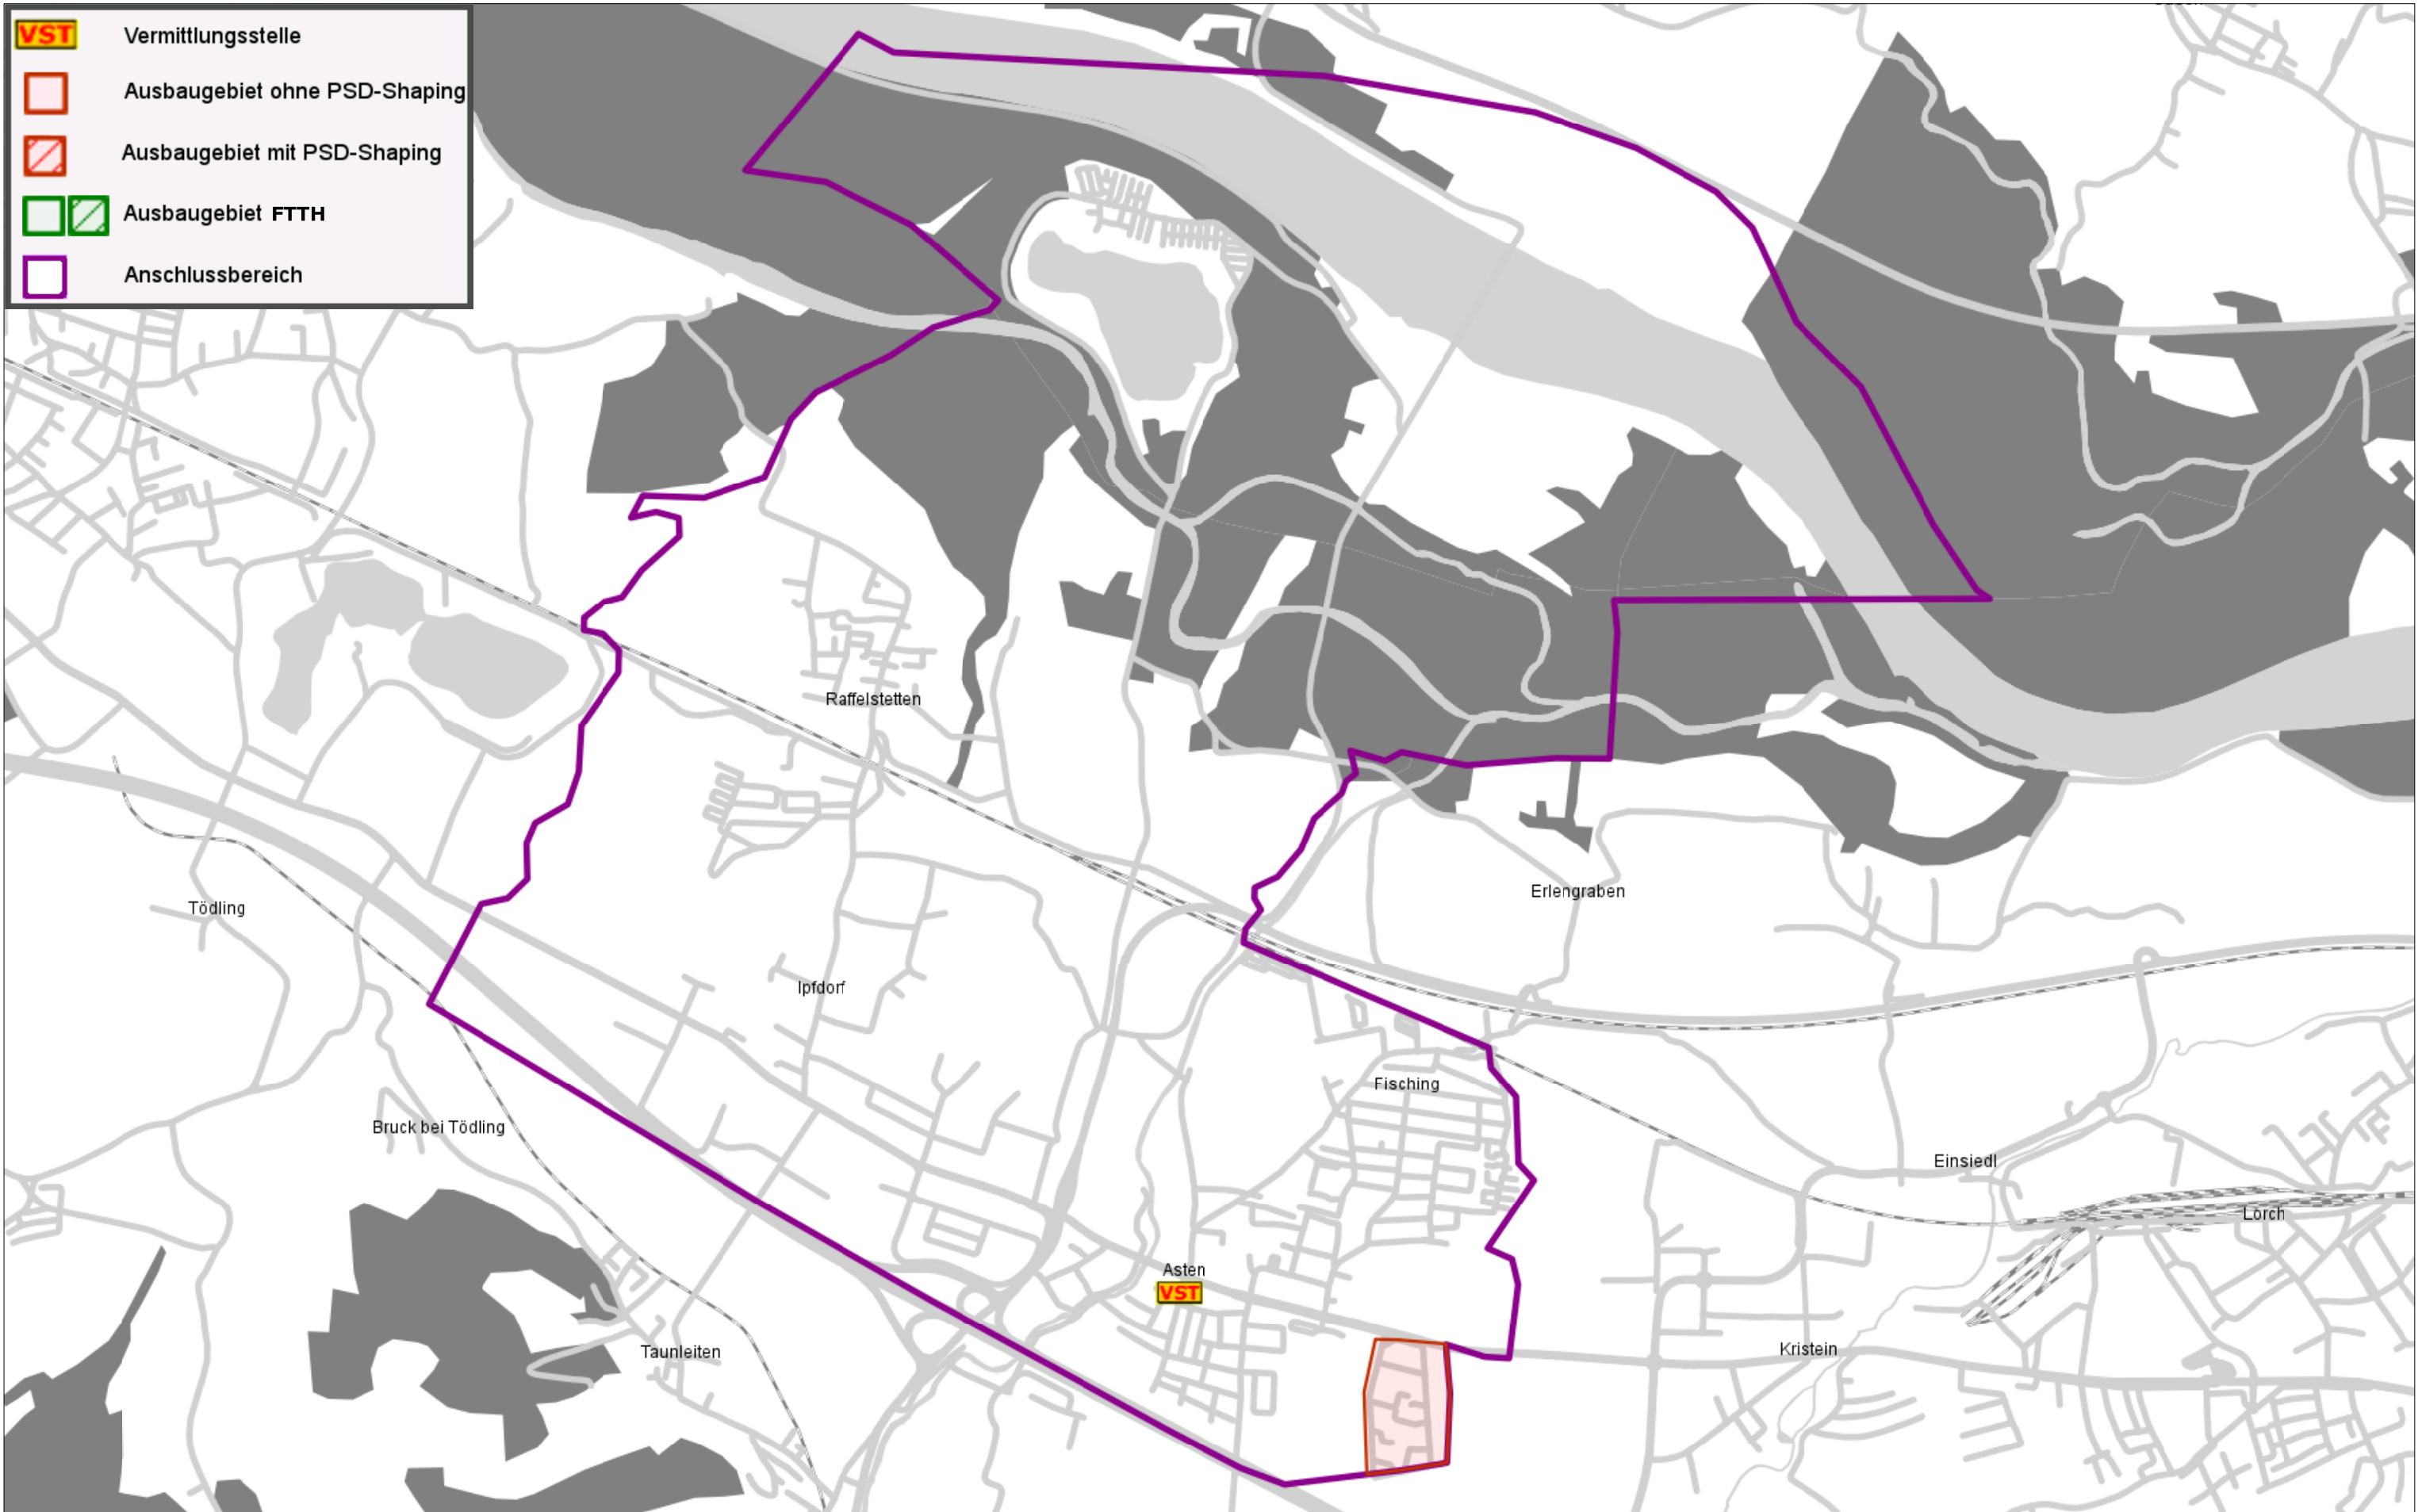 VST Vermittlungsstelle
Ausbaugebiet ohne PSD-Shaping
Ausbaugebiet mit PSD-Shaping
Ausbaugebiet FTTH
Anschlussbereich
Raffelstetten
Erlengraben
Tödling
Ipfdorf
Fisching
Bruck bei Tödling
Einsiedl
Lorch
Asten
VST
Kristein
Taunleiten